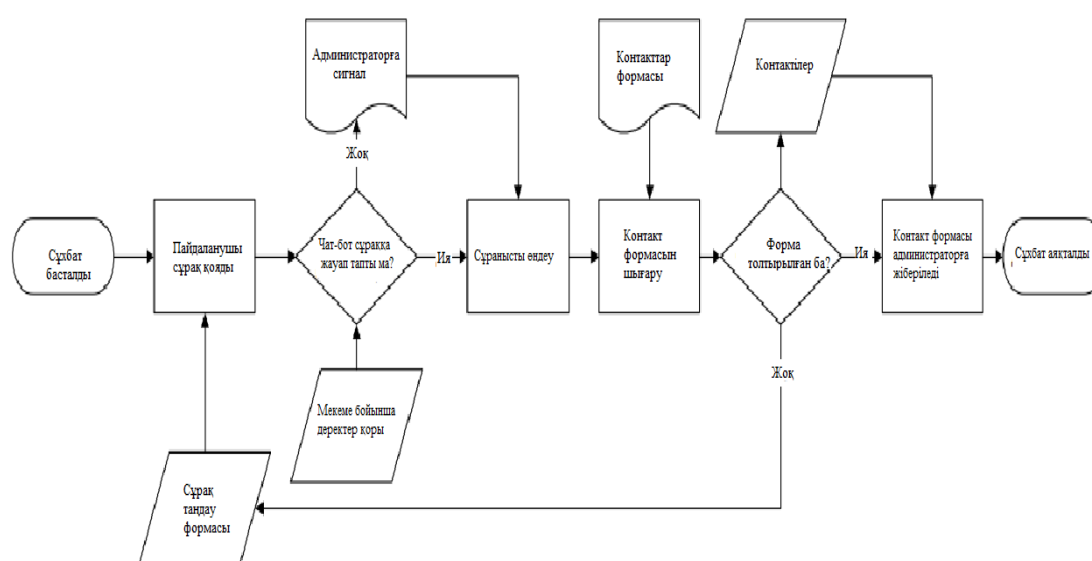 Администраторға
сигнал
Контакттар
формасы
Контактілер
Жоқ
Сұхбат
басталды
Пайдаланушы
сұрақ қояды
Чат-бот сұраққа
жауап тапты ма?
Ия
Сұранысты өңдеу
Контакт
формасын
шығару
Форма
толтырылған ба?
Ия
Контакт формасы
администраторға
жіберіледі
Сұхбат аяқталды
Жоқ
Мекеме бойынша
деректер қоры
Сұрақ
таңдау
формасы